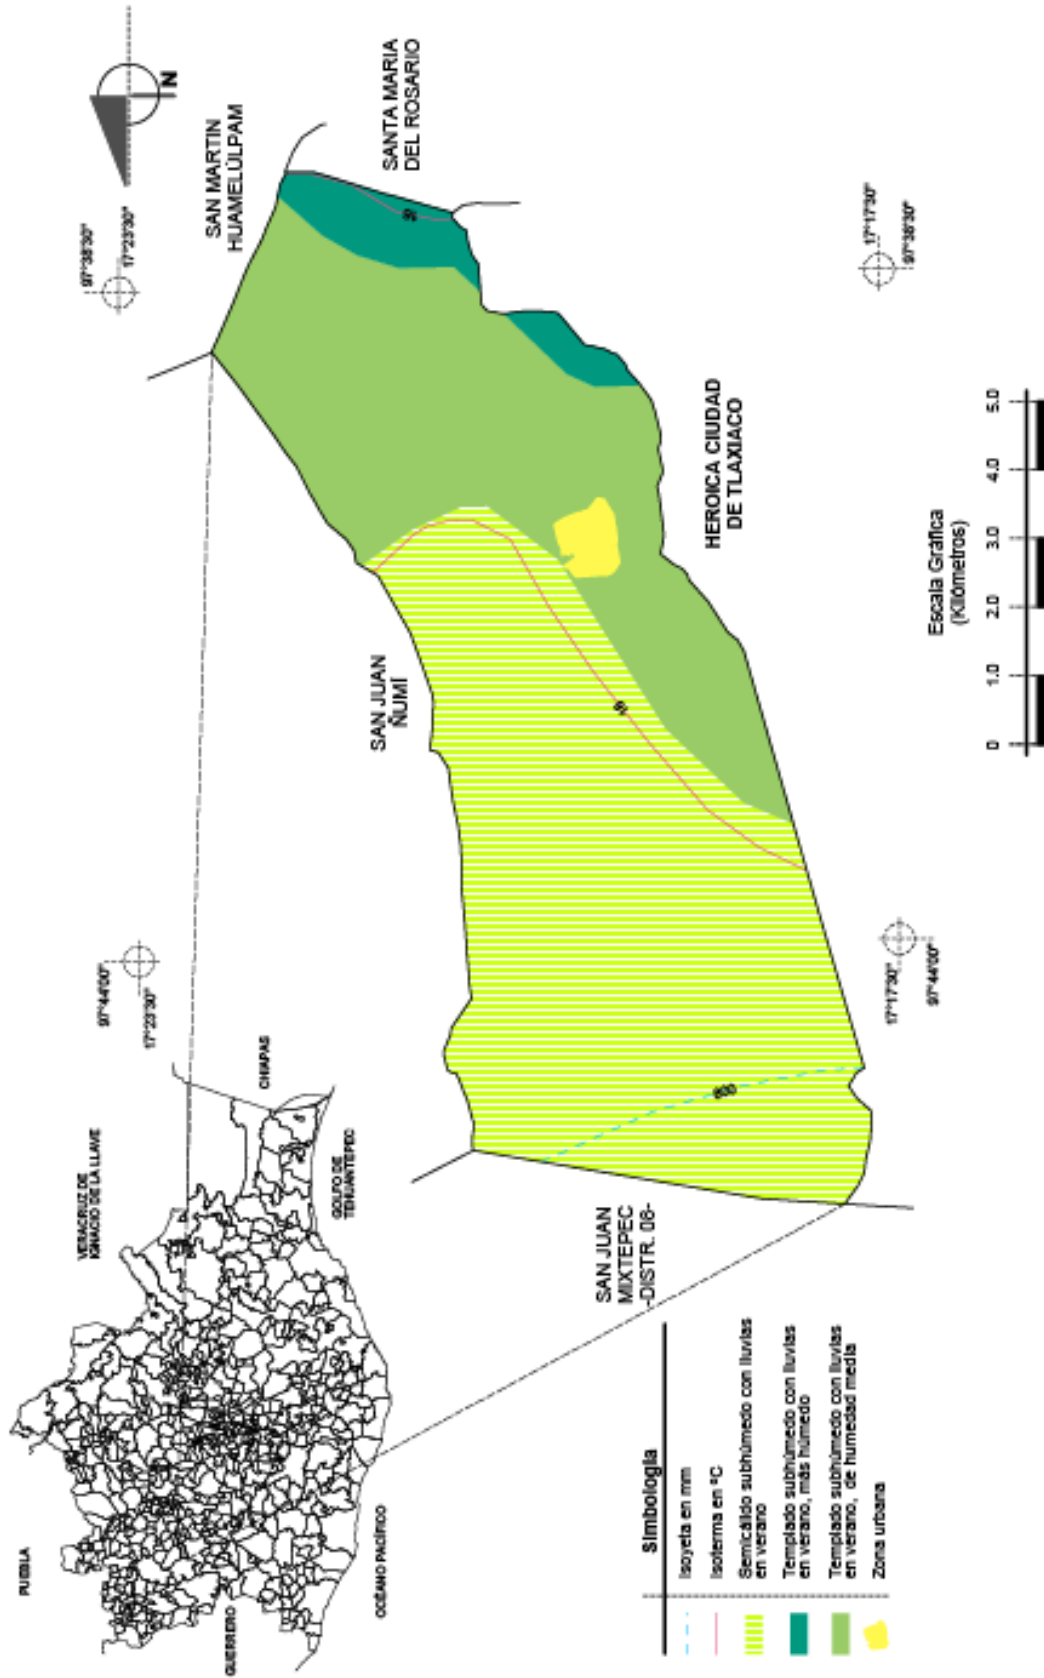 N
97°38'30"
17°23'30"
SAN MARTIN
HUAMELÚLPAM
SANTA MARIA
DEL ROSARIO
17°17'30"
97°38'30"
HEROICA CIUDAD
DE TLAXIACO
SAN JUAN
ÑUMÍ
Escala Gráfica
(Kilómetros)
0 1.0 2.0 3.0 4.0 5.0
97°44'00"
17°23'30"
17°17'30"
97°44'00"
800
SAN JUAN
MIXTEPEC
-DISTR. 08-
PUEBLA
VERACRUZ DE
IGNACIO DE LA LLAVE
CHIAPAS
GOLFO DE
TEHUANTEPEC
OCÉANO PACÍFICO
GUERRERO
Simbología
Isoyeta en mm
Isoterma en °C
Semicálido subhúmedo con lluvias
en verano
Templado subhúmedo con lluvias
en verano, más húmedo
Templado subhúmedo con lluvias
en verano, de humedad media
Zona urbana